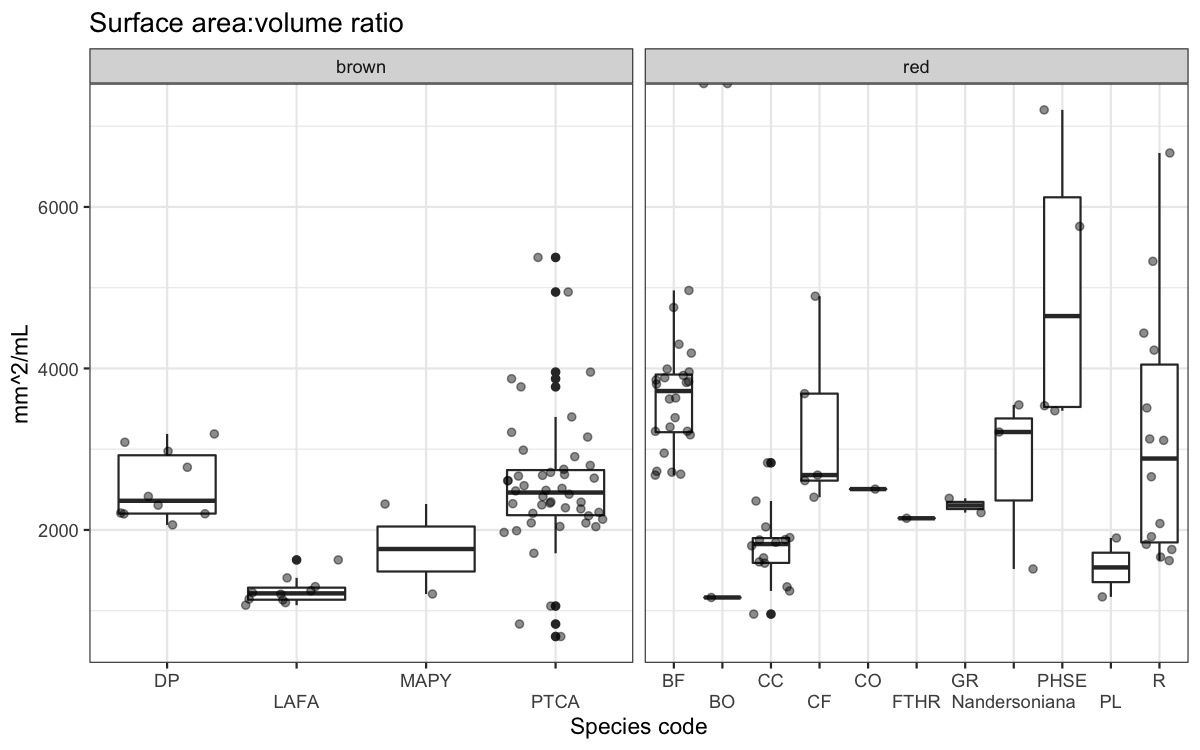 Surface area:volume ratio
brown
red
mm^2/mL
6000
4000
2000
DP
LAFA
MAPY
PTCA
BF
BO
CC
CF
CO
FTHR
GR
Nandersoniana
PHSE
PL
R
Species code